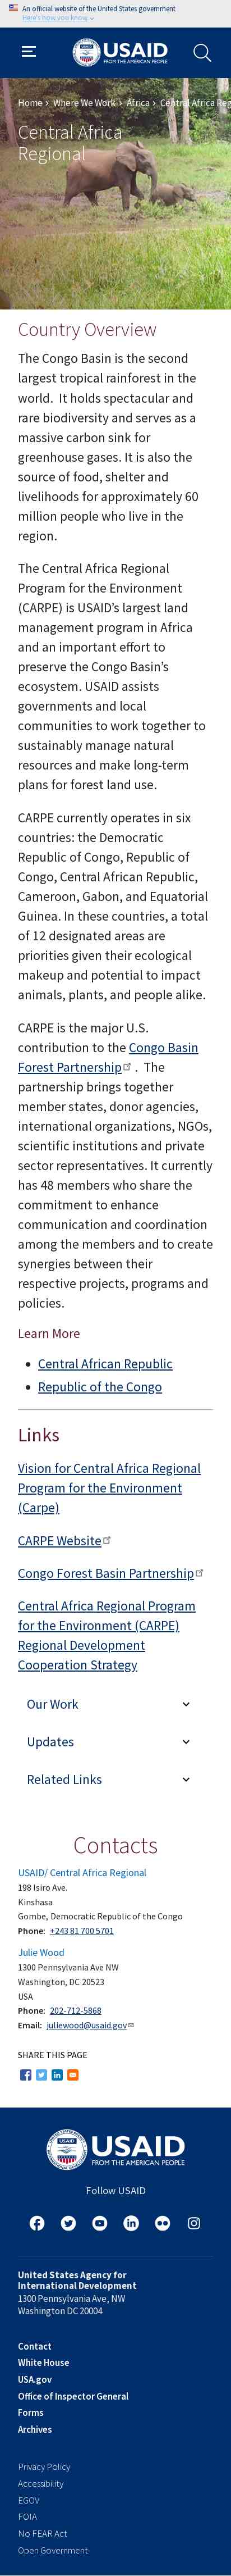 An official website of the United States government
Here's how you know
USAID
FROM THE AMERICAN PEOPLE
Home › Where We Work › Africa › Central Africa Reg
Central Africa
Regional
Country Overview
The Congo Basin is the second
largest tropical rainforest in the
world.  It holds spectacular and
rare biodiversity and serves as a
massive carbon sink for
greenhouse gases. It is also the
source of food, shelter and
livelihoods for approximately 60
million people who live in the
region.
The Central Africa Regional
Program for the Environment
(CARPE) is USAID’s largest land
management program in Africa
and an important effort to
preserve the Congo Basin’s
ecosystem. USAID assists
governments and local
communities to work together to
sustainably manage natural
resources and make long-term
plans for forest land use.
CARPE currently operates in six
countries: the Democratic
Republic of Congo, Republic of
Congo, Central African Republic,
Cameroon, Gabon, and Equatorial
Guinea. In these countries, a total
of 12 designated areas are
priorities given their ecological
makeup and potential to impact
animals, plants, and people alike.
CARPE is the major U.S.
contribution to the Congo Basin
Forest Partnership .  The
partnership brings together
member states, donor agencies,
international organizations, NGOs,
scientific institutions and private
sector representatives. It currently
has 48 members who share the
commitment to enhance
communication and coordination
among the members and to create
synergies between their
respective projects, programs and
policies.
Learn More
• Central African Republic
• Republic of the Congo
Links
Vision for Central Africa Regional
Program for the Environment
(Carpe)
CARPE Website
Congo Forest Basin Partnership
Central Africa Regional Program
for the Environment (CARPE)
Regional Development
Cooperation Strategy
Our Work
Updates
Related Links
Contacts
USAID/ Central Africa Regional
198 Isiro Ave.
Kinshasa
Gombe, Democratic Republic of the Congo
Phone: +243 81 700 5701
Julie Wood
1300 Pennsylvania Ave NW
Washington, DC 20523
USA
Phone: 202-712-5868
Email: juliewood@usaid.gov
SHARE THIS PAGE
USAID
FROM THE AMERICAN PEOPLE
Follow USAID
United States Agency for
International Development
1300 Pennsylvania Ave, NW
Washington DC 20004
Contact
White House
USA.gov
Office of Inspector General
Forms
Archives
Privacy Policy
Accessibility
EGOV
FOIA
No FEAR Act
Open Government